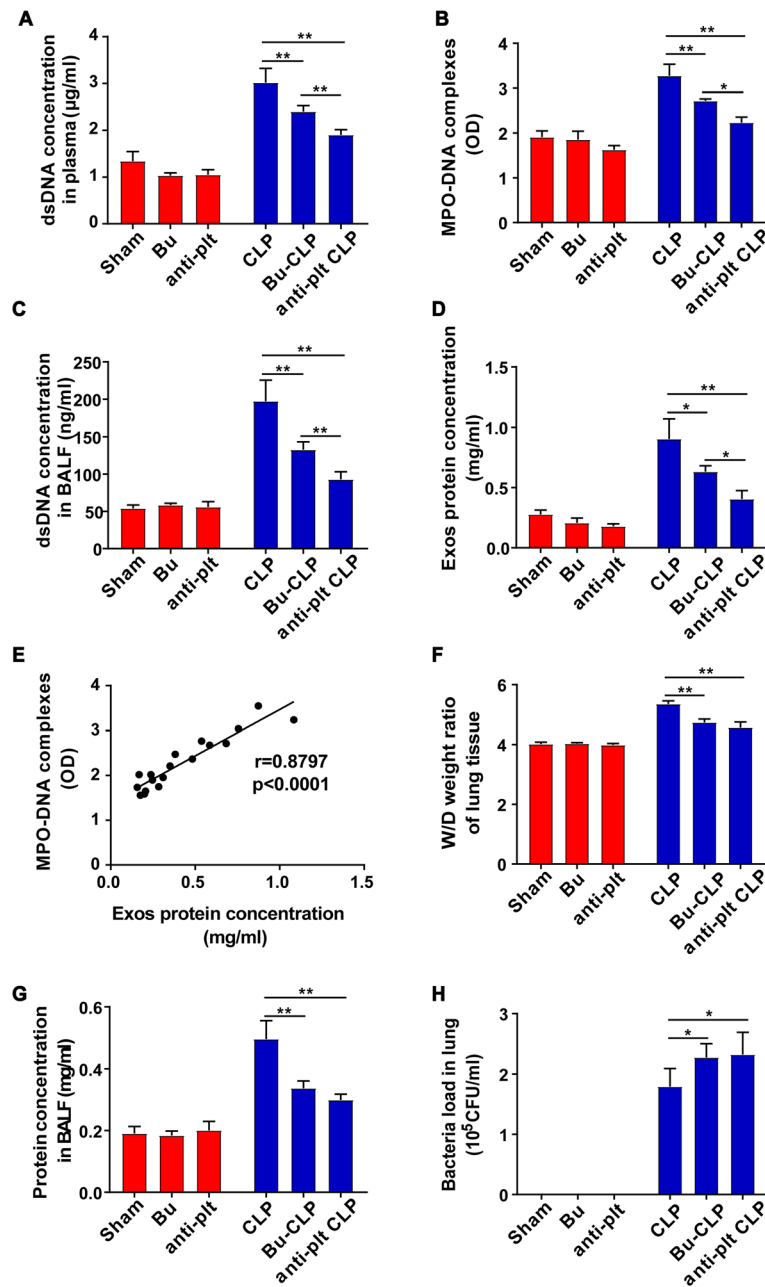 A
dsDNA concentration
in plasma (μg/ml)
4
3
2
1
0
**
**
**
Sham
Bu
anti-plt
CLP
Bu-CLP
anti-plt CLP
B
MPO-DNA complexes
(OD)
4
3
2
1
0
**
**
*
Sham
Bu
anti-plt
CLP
Bu-CLP
anti-plt CLP
C
dsDNA concentration
in BALF (ng/ml)
250
200
150
100
50
0
**
**
**
Sham
Bu
anti-plt
CLP
Bu-CLP
anti-plt CLP
D
Exos protein concentration
(mg/ml)
1.5
1.0
0.5
0.0
**
*
*
Sham
Bu
anti-plt
CLP
Bu-CLP
anti-plt CLP
E
MPO-DNA complexes
(OD)
4
3
2
1
0
r=0.8797
p<0.0001
0.0
0.5
1.0
1.5
Exos protein concentration
(mg/ml)
F
W/D weight ratio
of lung tissue
6
4
2
0
**
**
Sham
Bu
anti-plt
CLP
Bu-CLP
anti-plt CLP
G
Protein concentration
in BALF (mg/ml)
0.6
0.4
0.2
0.0
**
**
Sham
Bu
anti-plt
CLP
Bu-CLP
anti-plt CLP
H
Bacteria load in lung
(10⁵CFU/ml)
3
2
1
0
*
*
Sham
Bu
anti-plt
CLP
Bu-CLP
anti-plt CLP